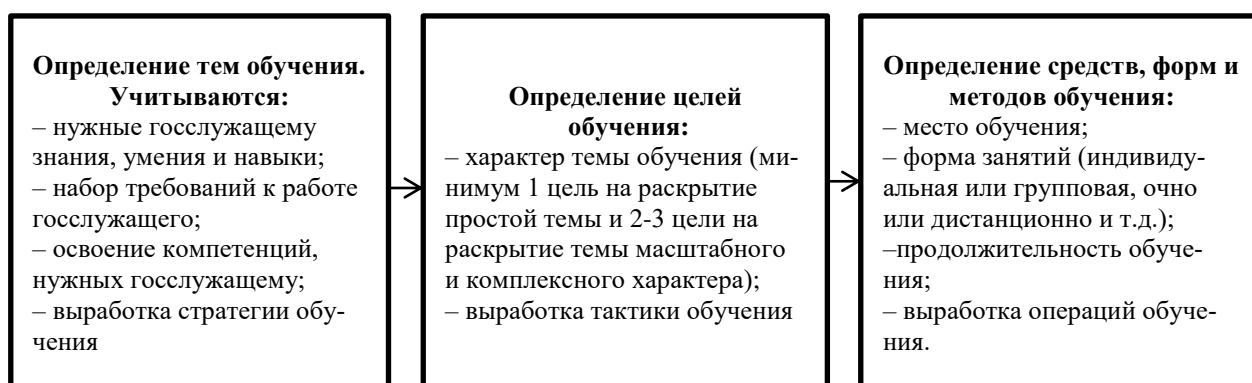 Определение тем обучения.
Учитываются:
– нужные госслужащему
знания, умения и навыки;
– набор требований к работе
госслужащего;
– освоение компетенций,
нужных госслужащему;
– выработка стратегии обу-
чения
Определение целей
обучения:
– характер темы обучения (ми-
нимум 1 цель на раскрытие
простой темы и 2-3 цели на
раскрытие темы масштабного
и комплексного характера);
– выработка тактики обучения
Определение средств, форм и
методов обучения:
– место обучения;
– форма занятий (индивиду-
альная или групповая, очно
или дистанционно и т.д.);
–продолжительность обуче-
ния;
– выработка операций обуче-
ния.